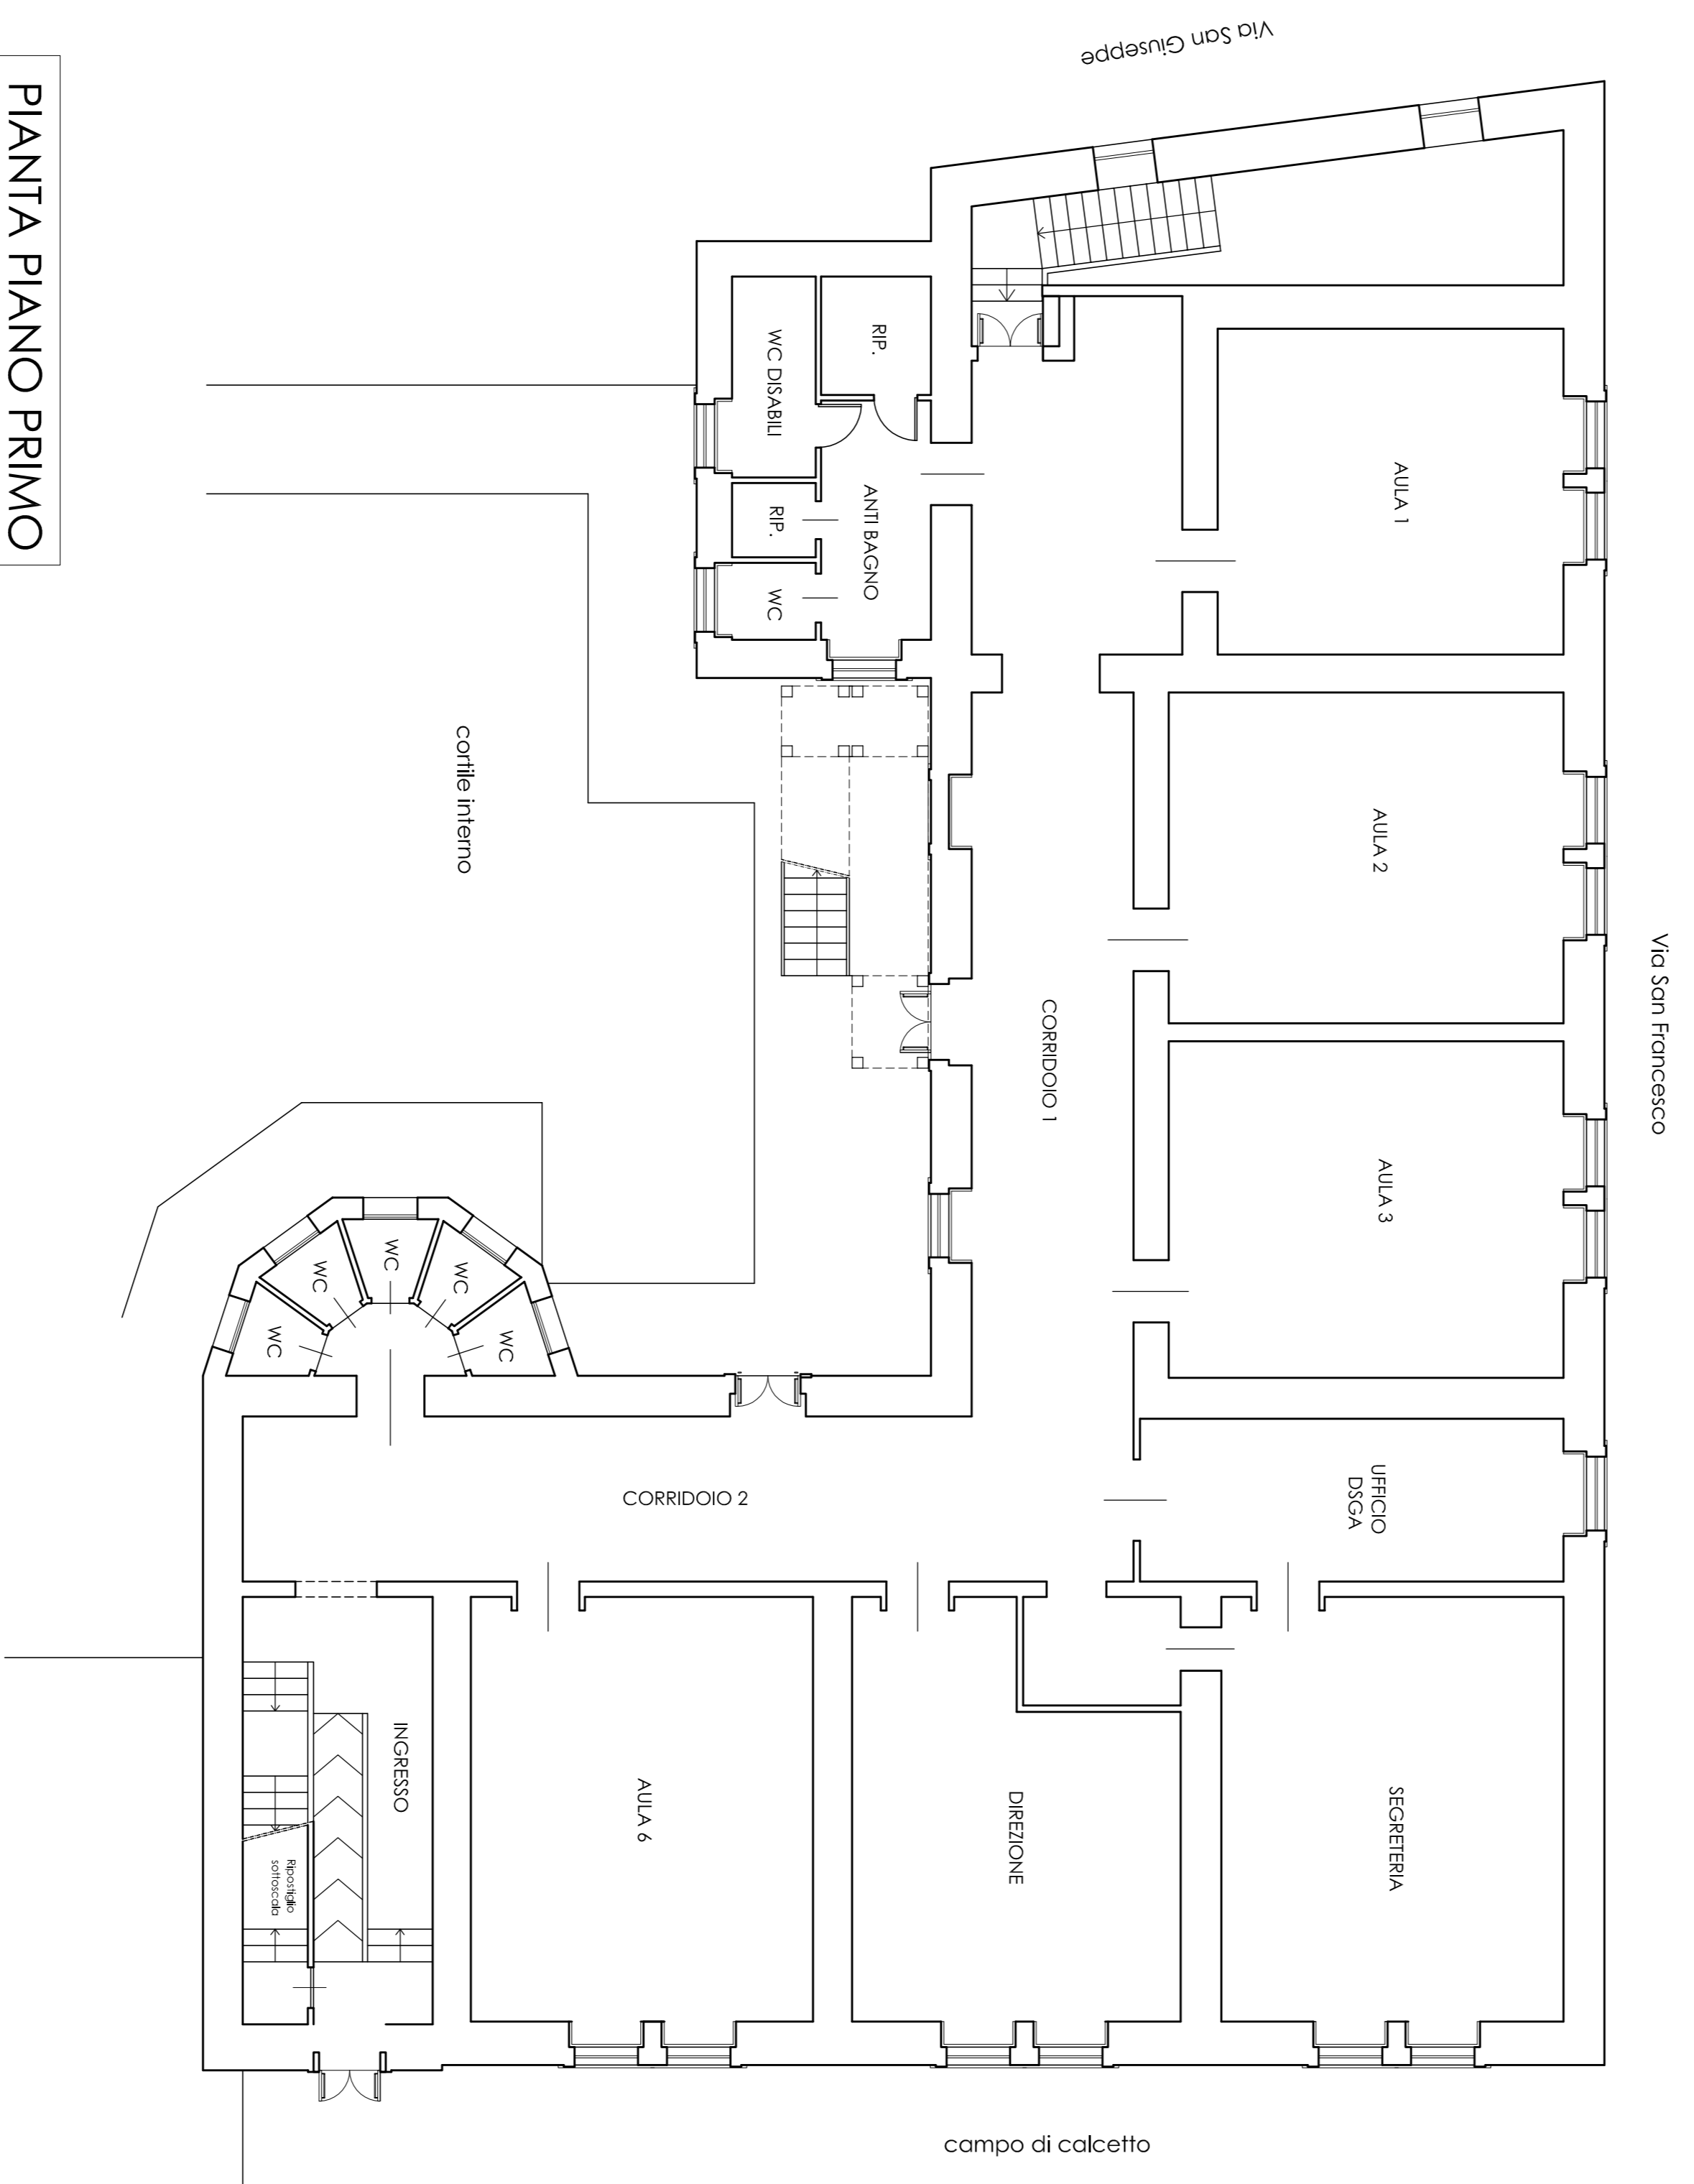 PIANTA PIANO PRIMO
Via San Giuseppe
Via San Francesco
AULA 1
AULA 2
AULA 3
UFFICIO
DSGA
SEGRETERIA
RIP.
WC DISABILI
ANTI BAGNO
RIP.
WC
CORRIDOIO 1
cortile interno
WC
WC
WC
WC
WC
CORRIDOIO 2
INGRESSO
Ripostiglio
sottoscala
AULA 6
DIREZIONE
campo di calcetto